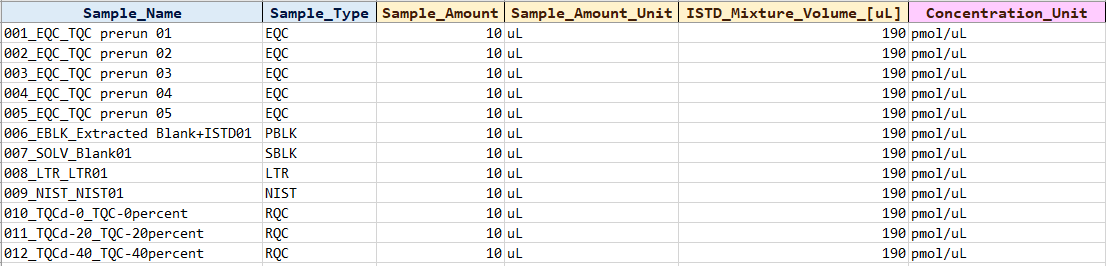 Sample_Name Sample_Type Sample_Amount Sample_Amount_Unit ISTD_Mixture_Volume_[uL] Concentration_Unit
001_EQC_TQC prerun 01 EQC 10 uL 190 pmol/uL
002_EQC_TQC prerun 02 EQC 10 uL 190 pmol/uL
003_EQC_TQC prerun 03 EQC 10 uL 190 pmol/uL
004_EQC_TQC prerun 04 EQC 10 uL 190 pmol/uL
005_EQC_TQC prerun 05 EQC 10 uL 190 pmol/uL
006_EBLK_Extracted Blank+ISTD01 PBLK 10 uL 190 pmol/uL
007_SOLV_Blank01 SBLK 10 uL 190 pmol/uL
008_LTR_LTR01 LTR 10 uL 190 pmol/uL
009_NIST_NIST01 NIST 10 uL 190 pmol/uL
010_TQCd-0_TQC-0percent RQC 10 uL 190 pmol/uL
011_TQCd-20_TQC-20percent RQC 10 uL 190 pmol/uL
012_TQCd-40_TQC-40percent RQC 10 uL 190 pmol/uL